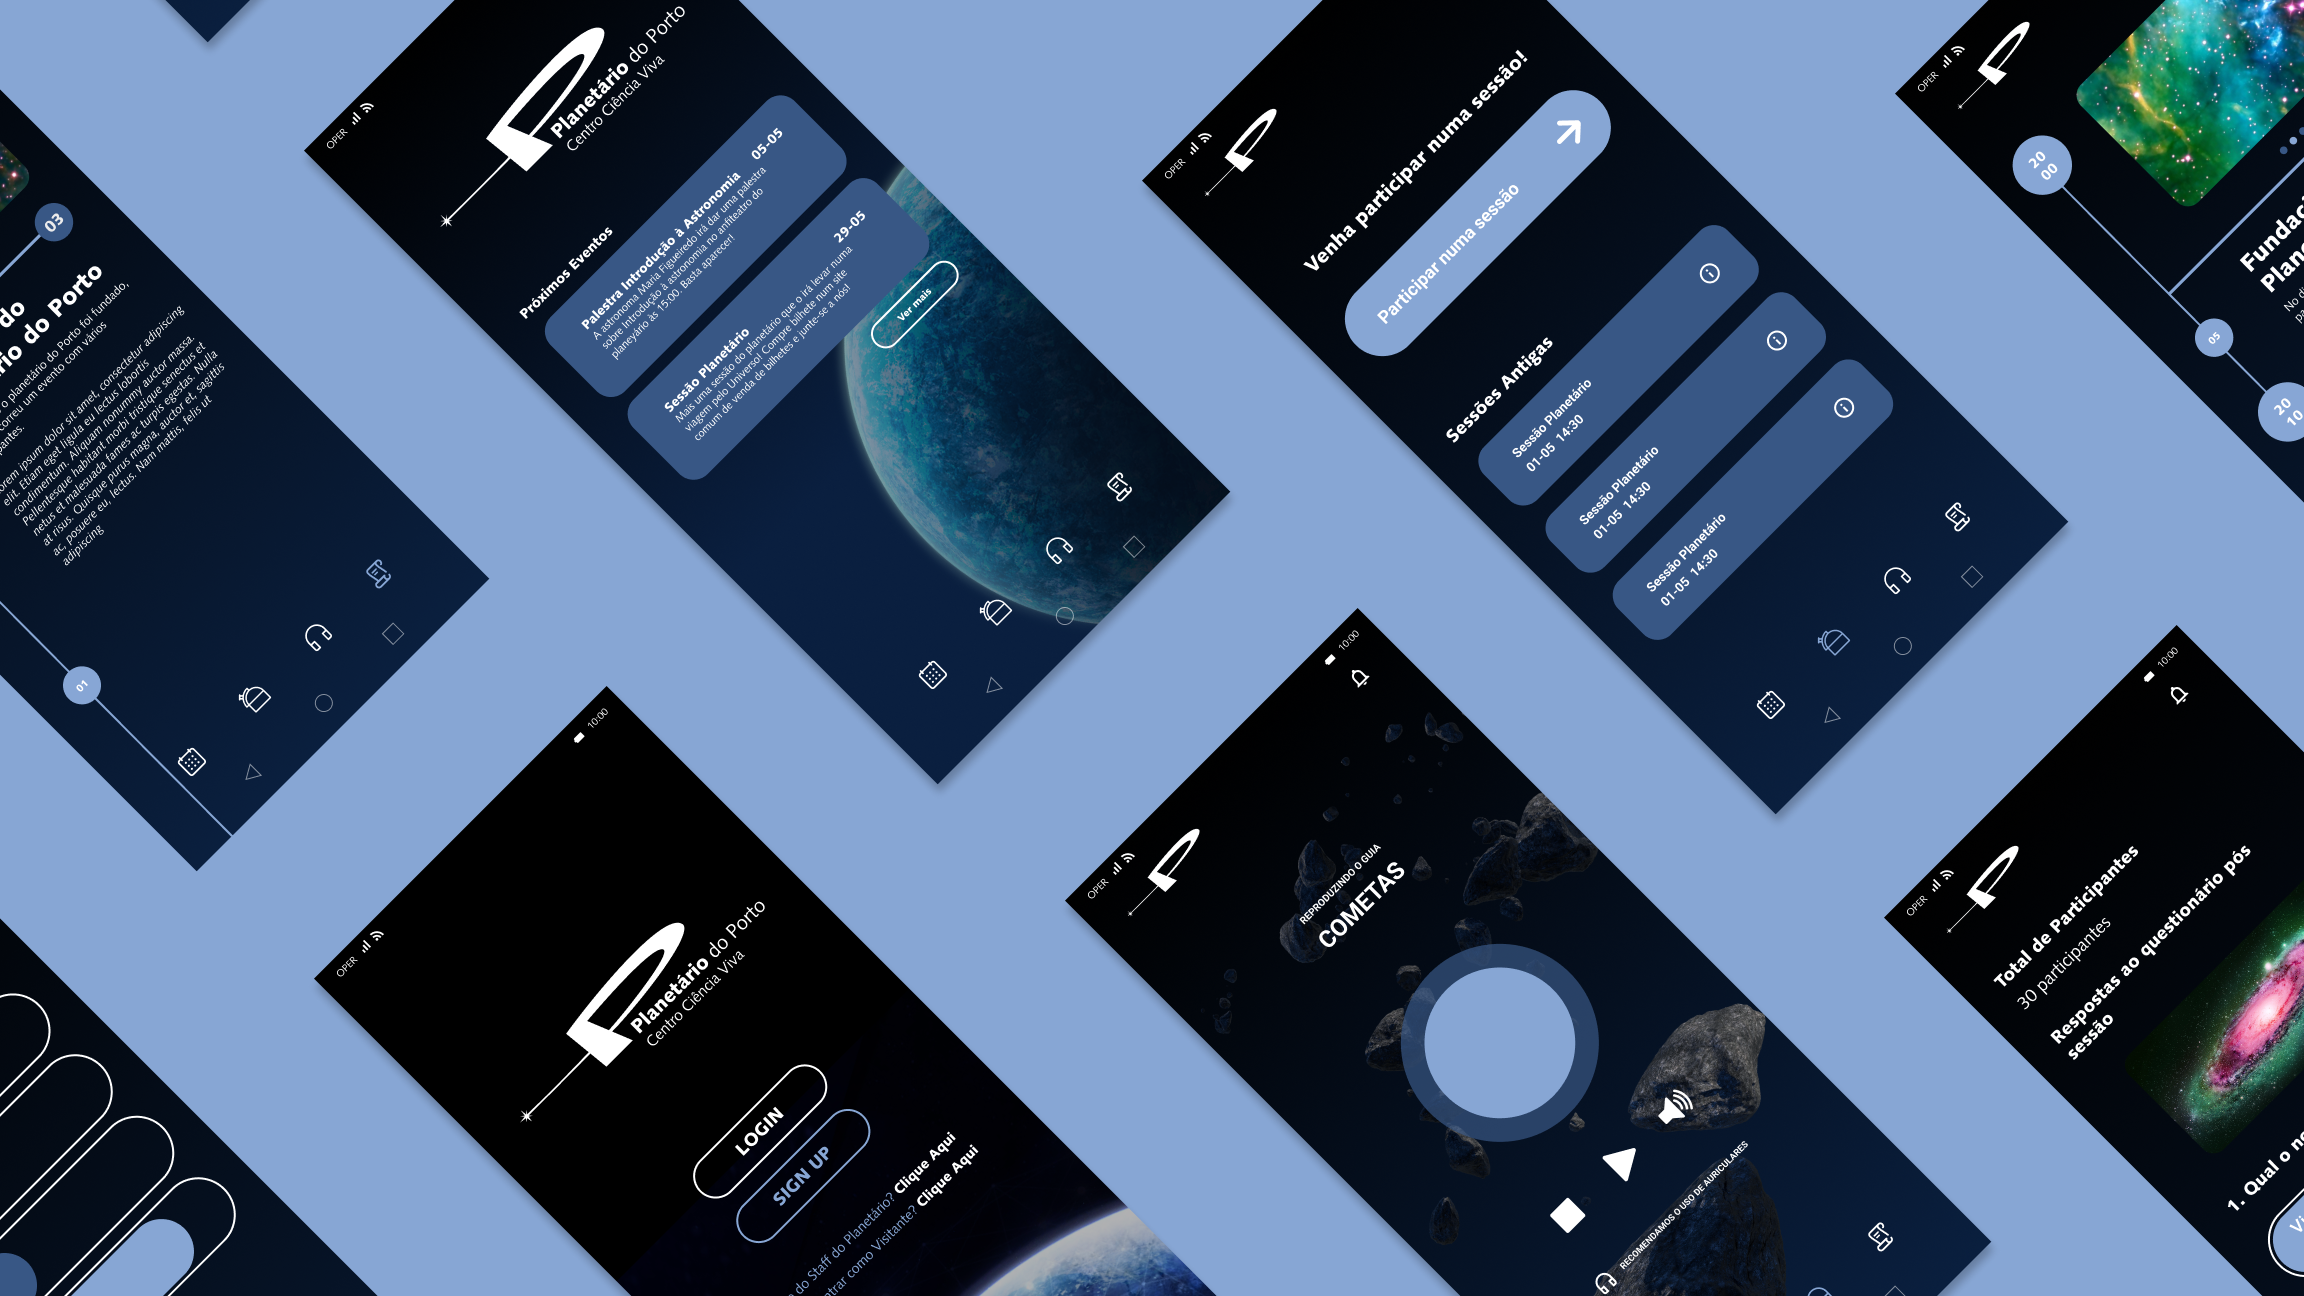 03
do
io do Porto
o planetário do Porto foi fundado,
orreu um evento com vários
antes.
orem ipsum dolor sit amet, consectetur adipiscing
elit. Etiam eget ligula eu lectus lobortis
condimentum. Aliquam nonummy auctor massa.
Pellentesque habitant morbi tristique senectus et
netus et malesuada fames ac turpis egestas. Nulla
at risus. Quisque purus magna, auctor et, sagittis
ac, posuere eu, lectus. Nam mattis, felis ut
adipiscing
01
OPER
Planetário do Porto
Centro Ciência Viva
Próximos Eventos
Palestra Introdução à Astronomia
05-05
A astronoma Maria Figueiredo irá dar uma palestra
sobre Introdução à astronomia no anfiteatro do
planeyário às 15:00. Basta aparecer!
Sessão Planetário
29-05
Mais uma sessão do planetário que o irá levar numa
viagem pelo Universo! Compre bilhete num site
comum de venda de bilhetes e junte-se a nós!
Ver mais
OPER
Venha participar numa sessão!
Participar numa sessão
Sessões Antigas
Sessão Planetário
01-05 14:30
Sessão Planetário
01-05 14:30
Sessão Planetário
01-05 14:30
OPER
20
00
Fundaç
Plane
No di
pa
05
20
10
OPER
10:00
Planetário do Porto
Centro Ciência Viva
LOGIN
SIGN UP
do Staff do Planetário? Clique Aqui
ntrar como Visitante? Clique Aqui
OPER
10:00
REPRODUZINDO O GUIA
COMETAS
RECOMENDAMOS O USO DE AURICULARES
OPER
10:00
Total de Participantes
30 participantes
Respostas ao questionário pós
sessão
1. Qual o n
Vi